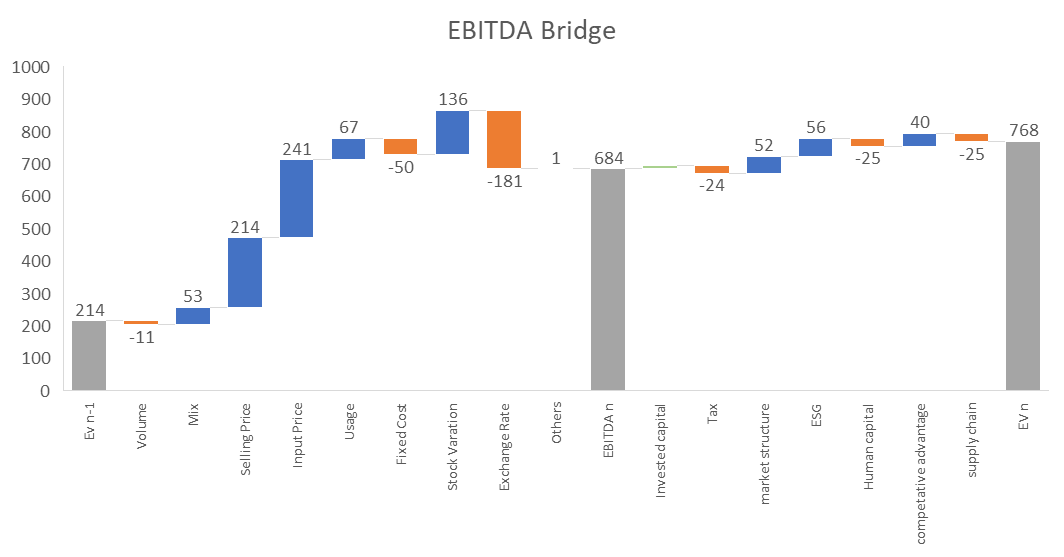 EBITDA Bridge
1000
900
800
700
600
500
400
300
200
100
0
214
-11
53
214
241
67
-50
136
-181
1
684
-24
52
56
-25
40
-25
768
Ev n-1
Volume
Mix
Selling Price
Input Price
Usage
Fixed Cost
Stock Varation
Exchange Rate
Others
EBITDA n
Invested capital
Tax
market structure
ESG
Human capital
competative advantage
supply chain
EV n